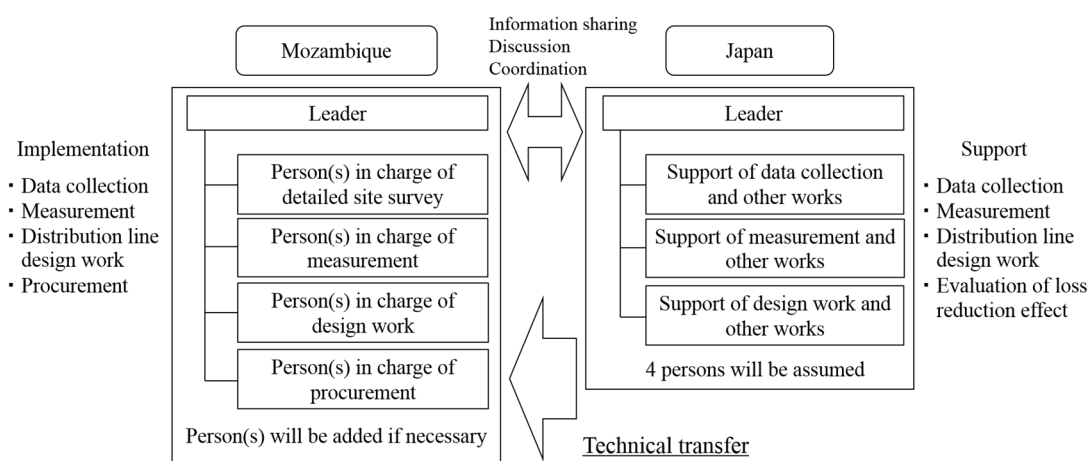 Information sharing
Discussion
Coordination
Mozambique
Japan
Implementation
・Data collection
・Measurement
・Distribution line
design work
・Procurement
Leader
Person(s) in charge of
detailed site survey
Person(s) in charge of
measurement
Person(s) in charge of
design work
Person(s) in charge of
procurement
Person(s) will be added if necessary
Leader
Support of data collection
and other works
Support of measurement and
other works
Support of design work and
other works
4 persons will be assumed
Support
・Data collection
・Measurement
・Distribution line
design work
・Evaluation of loss
reduction effect
Technical transfer